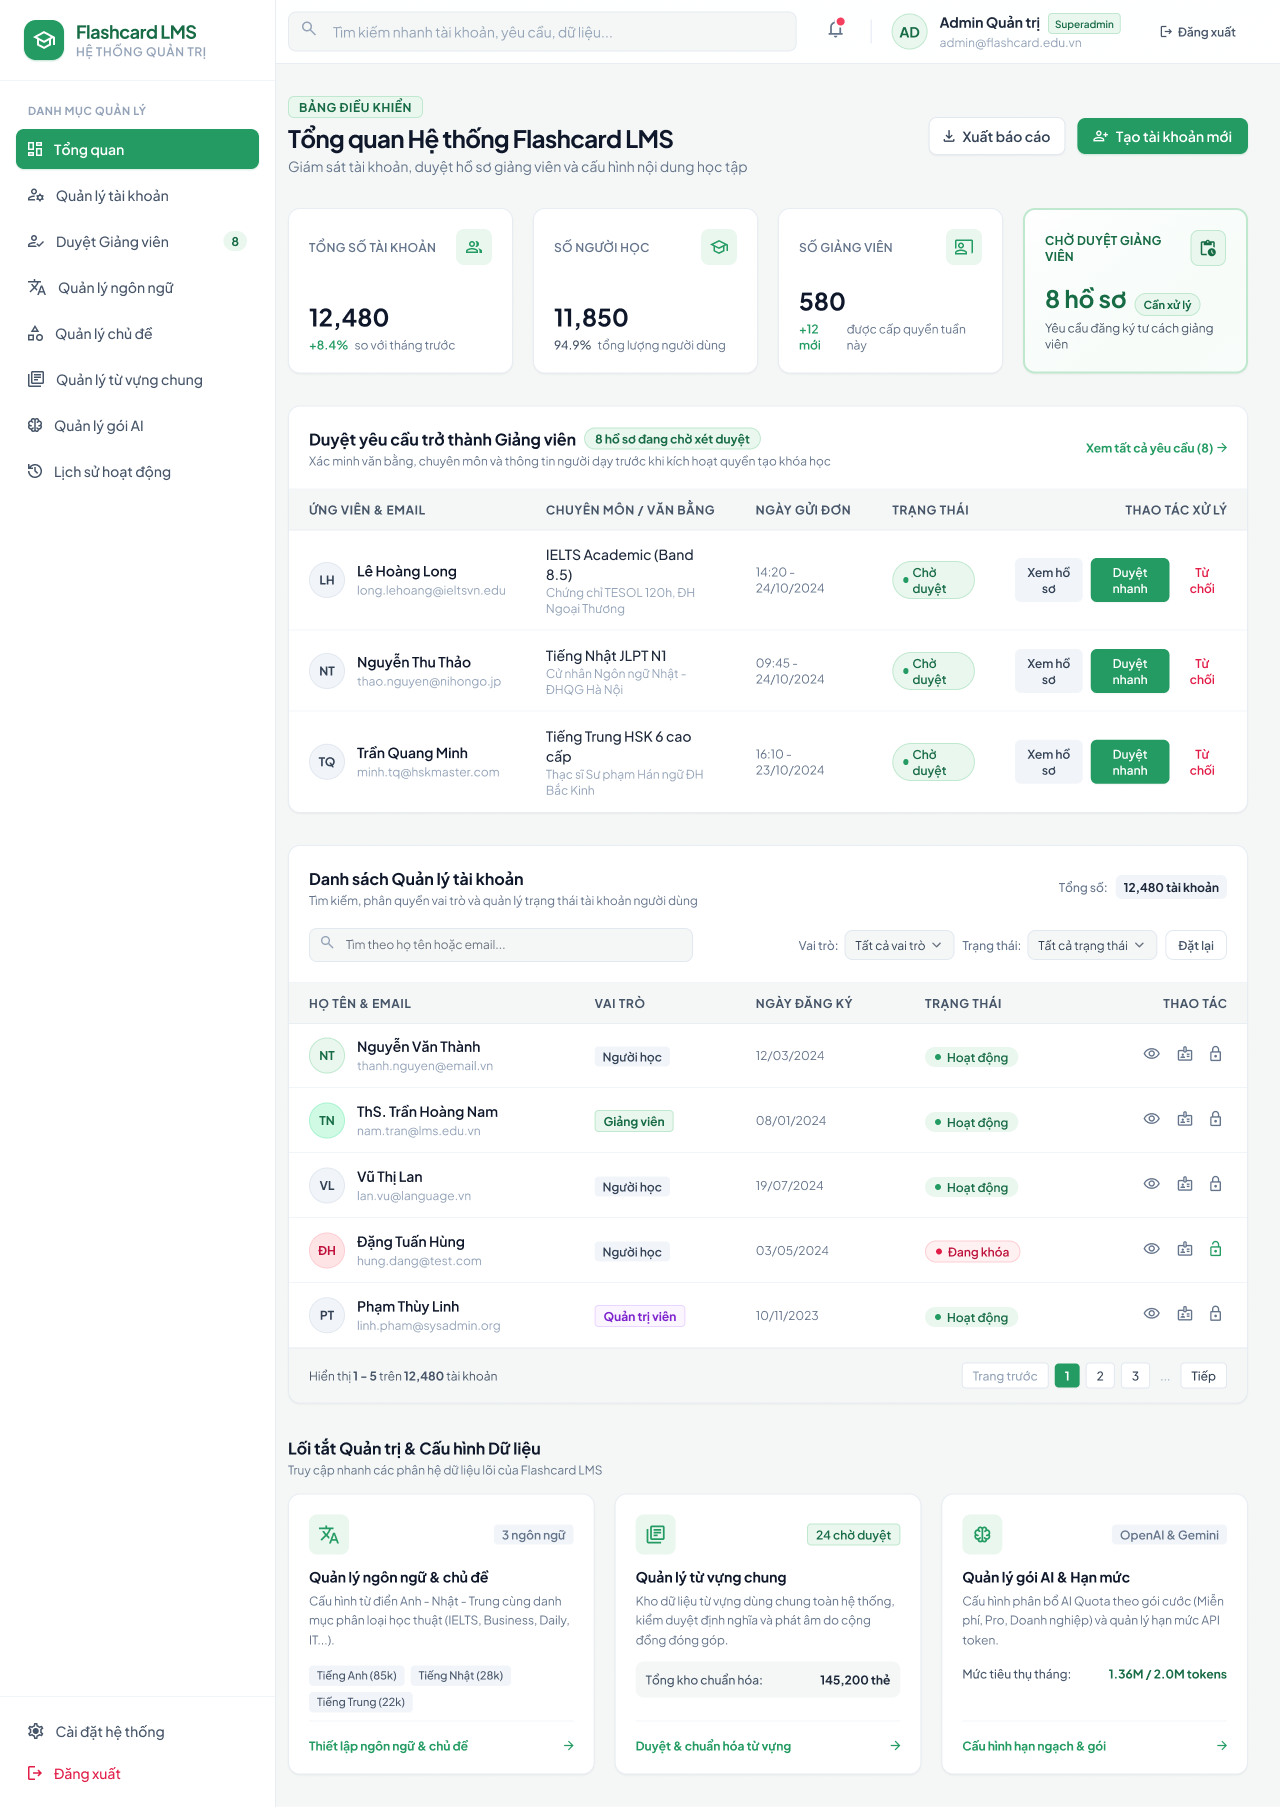 Flashcard LMS
HỆ THỐNG QUẢN TRỊ
DANH MỤC QUẢN LÝ
Tổng quan
Quản lý tài khoản
Duyệt Giảng viên 8
Quản lý ngôn ngữ
Quản lý chủ đề
Quản lý từ vựng chung
Quản lý gói AI
Lịch sử hoạt động
Cài đặt hệ thống
Đăng xuất
Tìm kiếm nhanh tài khoản, yêu cầu, dữ liệu...
AD
Admin Quản trị Superadmin
admin@flashcard.edu.vn
Đăng xuất
BẢNG ĐIỀU KHIỂN
Tổng quan Hệ thống Flashcard LMS
Giám sát tài khoản, duyệt hồ sơ giảng viên và cấu hình nội dung học tập
Xuất báo cáo
Tạo tài khoản mới
TỔNG SỐ TÀI KHOẢN
12,480
+8.4% so với tháng trước
SỐ NGƯỜI HỌC
11,850
94.9% tổng lượng người dùng
SỐ GIẢNG VIÊN
580
+12 mới
được cấp quyền tuần này
CHỜ DUYỆT GIẢNG VIÊN
8 hồ sơ Cần xử lý
Yêu cầu đăng ký tư cách giảng viên
Duyệt yêu cầu trở thành Giảng viên 8 hồ sơ đang chờ xét duyệt
Xác minh văn bằng, chuyên môn và thông tin người dạy trước khi kích hoạt quyền tạo khóa học
Xem tất cả yêu cầu (8) →
ỨNG VIÊN & EMAIL CHUYÊN MÔN / VĂN BẰNG NGÀY GỬI ĐƠN TRẠNG THÁI THAO TÁC XỬ LÝ
LH
Lê Hoàng Long
long.lehoang@ieltsvn.edu
IELTS Academic (Band
8.5)
Chứng chỉ TESOL 120h, ĐH
Ngoại Thương
14:20 -
24/10/2024
Chờ
duyệt
Xem hồ
sơ
Duyệt
nhanh
Từ
chối
NT
Nguyễn Thu Thảo
thao.nguyen@nihongo.jp
Tiếng Nhật JLPT N1
Cử nhân Ngôn ngữ Nhật -
ĐHQG Hà Nội
09:45 -
24/10/2024
Chờ
duyệt
Xem hồ
sơ
Duyệt
nhanh
Từ
chối
TQ
Trần Quang Minh
minh.tq@hskmaster.com
Tiếng Trung HSK 6 cao
cấp
Thạc sĩ Sư phạm Hán ngữ ĐH
Bắc Kinh
16:10 -
23/10/2024
Chờ
duyệt
Xem hồ
sơ
Duyệt
nhanh
Từ
chối
Danh sách Quản lý tài khoản
Tìm kiếm, phân quyền vai trò và quản lý trạng thái tài khoản người dùng
Tổng số: 12,480 tài khoản
Tìm theo họ tên hoặc email...
Vai trò: Tất cả vai trò Trạng thái: Tất cả trạng thái Đặt lại
HỌ TÊN & EMAIL VAI TRÒ NGÀY ĐĂNG KÝ TRẠNG THÁI THAO TÁC
NT
Nguyễn Văn Thành
thanh.nguyen@email.vn
Người học 12/03/2024 Hoạt động
TN
ThS. Trần Hoàng Nam
nam.tran@lms.edu.vn
Giảng viên 08/01/2024 Hoạt động
VL
Vũ Thị Lan
lan.vu@language.vn
Người học 19/07/2024 Hoạt động
ĐH
Đặng Tuấn Hùng
hung.dang@test.com
Người học 03/05/2024 Đang khóa
PT
Phạm Thùy Linh
linh.pham@sysadmin.org
Quản trị viên 10/11/2023 Hoạt động
Hiển thị 1 - 5 trên 12,480 tài khoản
Trang trước 1 2 3 ... Tiếp
Lối tắt Quản trị & Cấu hình Dữ liệu
Truy cập nhanh các phân hệ dữ liệu lõi của Flashcard LMS
3 ngôn ngữ
Quản lý ngôn ngữ & chủ đề
Cấu hình từ điển Anh - Nhật - Trung cùng danh
mục phân loại học thuật (IELTS, Business, Daily,
IT...).
Tiếng Anh (85k) Tiếng Nhật (28k)
Tiếng Trung (22k)
Thiết lập ngôn ngữ & chủ đề →
24 chờ duyệt
Quản lý từ vựng chung
Kho dữ liệu từ vựng dùng chung toàn hệ thống,
kiểm duyệt định nghĩa và phát âm do cộng
đồng đóng góp.
Tổng kho chuẩn hóa: 145,200 thẻ
Duyệt & chuẩn hóa từ vựng →
OpenAI & Gemini
Quản lý gói AI & Hạn mức
Cấu hình phân bổ AI Quota theo gói cước (Miễn
phí, Pro, Doanh nghiệp) và quản lý hạn mức API
token.
Mức tiêu thụ tháng: 1.36M / 2.0M tokens
Cấu hình hạn ngạch & gói →